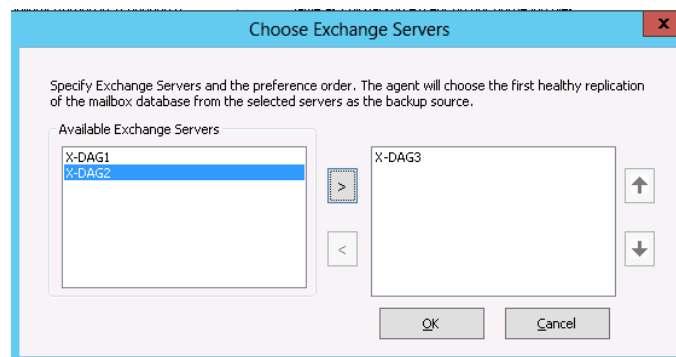 Choose Exchange Servers
x
Specify Exchange Servers and the preference order. The agent will choose the first healthy replication
of the mailbox database from the selected servers as the backup source.
Available Exchange Servers
X-DAG1
X-DAG2
X-DAG3
>
<
OK
Cancel